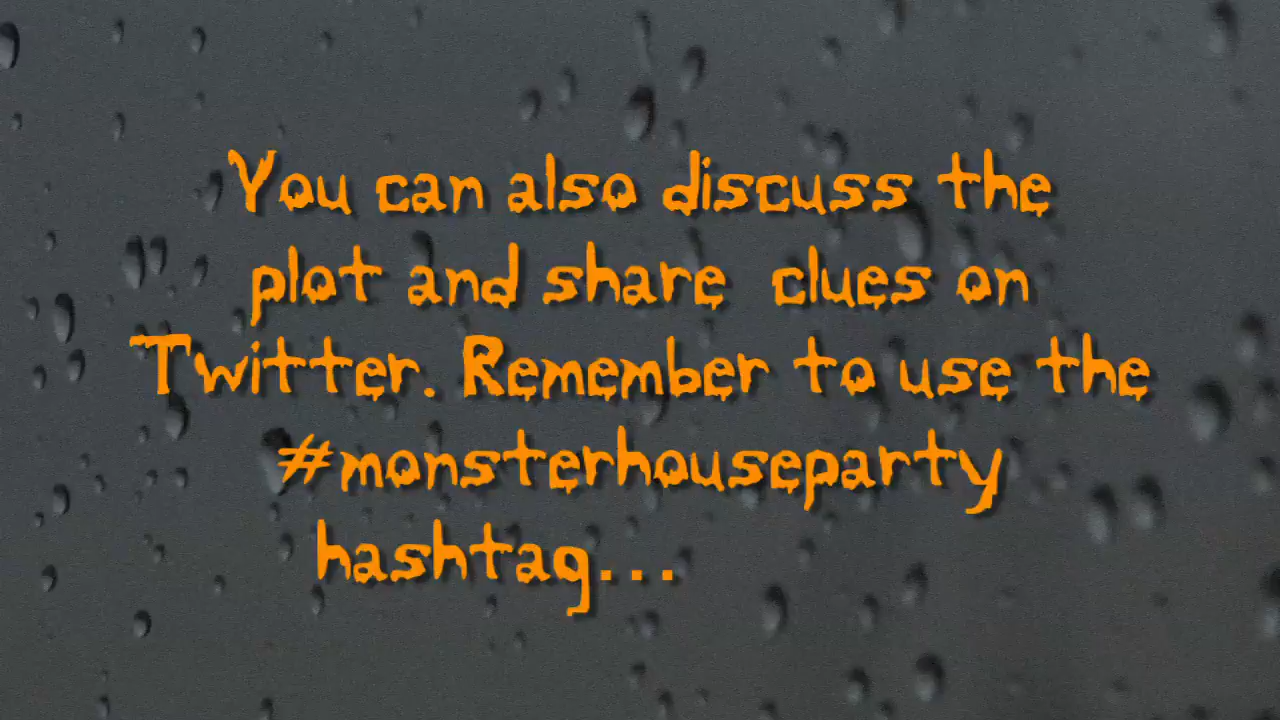 You can also discuss the
plot and share clues on
Twitter. Remember to use the
#monsterhouseparty
hashtag...